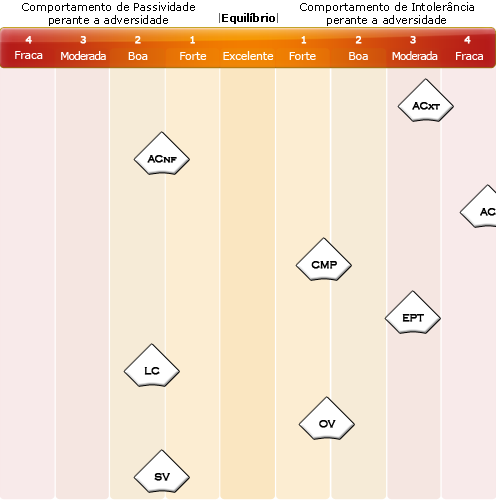 Comportamento de Passividade
perante a adversidade
|Equilíbrio|
Comportamento de Intolerância
perante a adversidade
4 3 2 1 1 2 3 4
Fraca Moderada Boa Forte Excelente Forte Boa Moderada Fraca
ACXT
ACNF
AC
CMP
EPT
LC
OV
SV